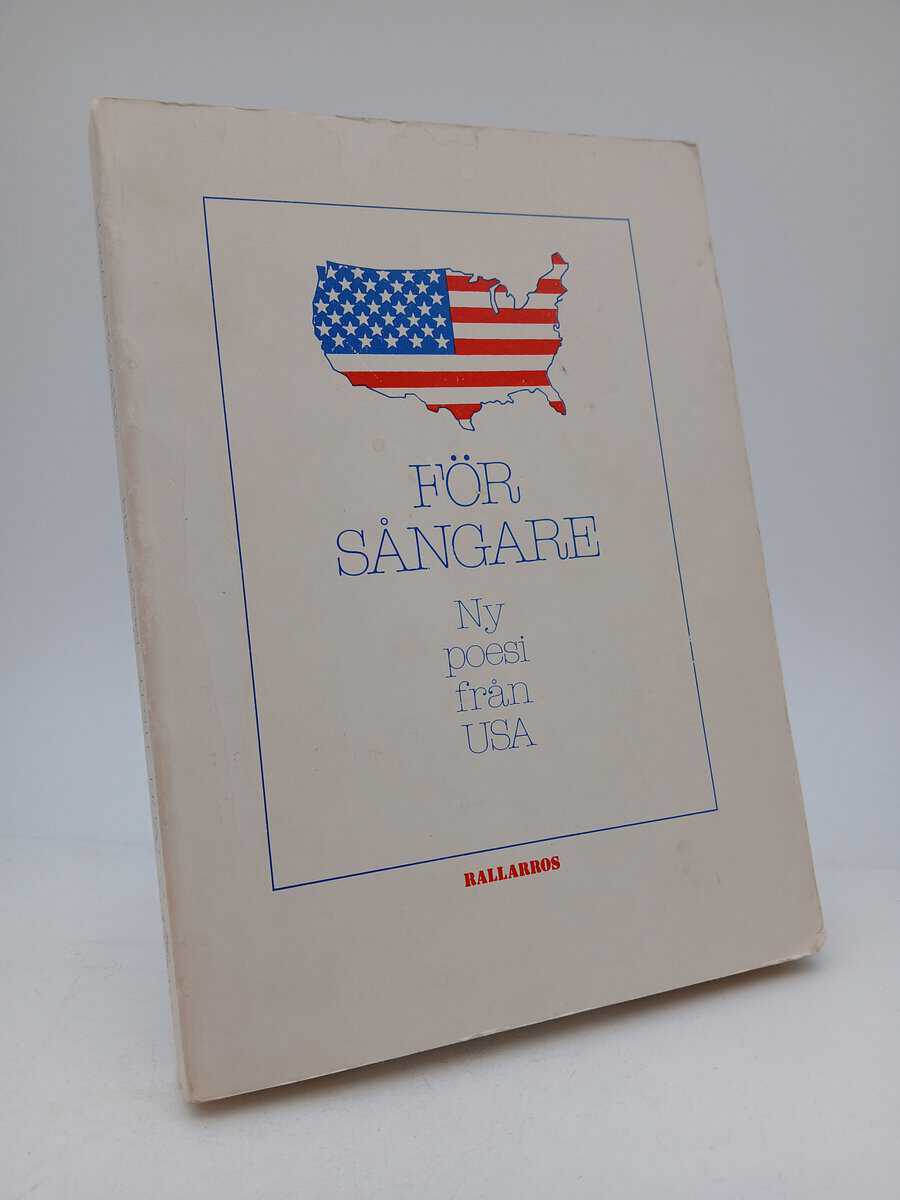 FÖR
SÅNGARE
Ny
poesi
från
USA
RALLARROS